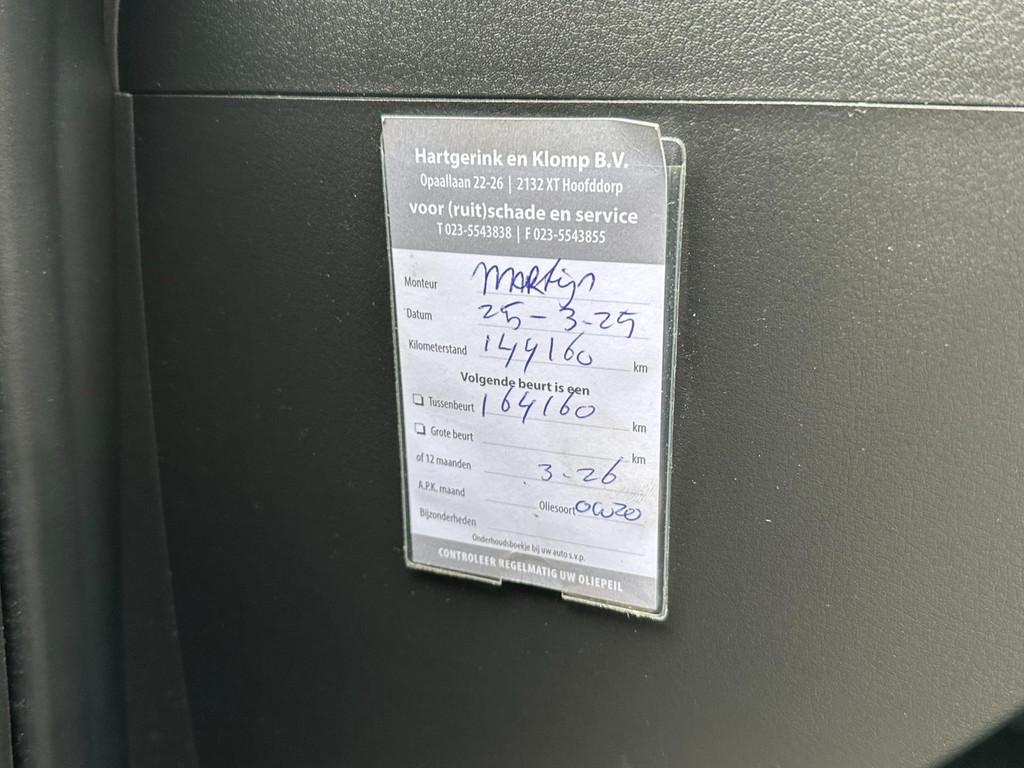 Hartgerink en Klomp B.V.
Opaallaan 22-26 | 2132 XT Hoofddorp
voor (ruit)schade en service
T 023-5543838 | F 023-5543855
Monteur Martijn
Datum 25-3-25
Kilometerstand 144160 km
Volgende beurt is een
Tussenbeurt 164160 km
Grote beurt km
of 12 maanden 3-26
A.P.K. maand Oliesoort 0W20
Bijzonderheden
Onderhoudsboekje bij uw auto s.v.p.
CONTROLEER REGELMATIG UW OLIEPEIL